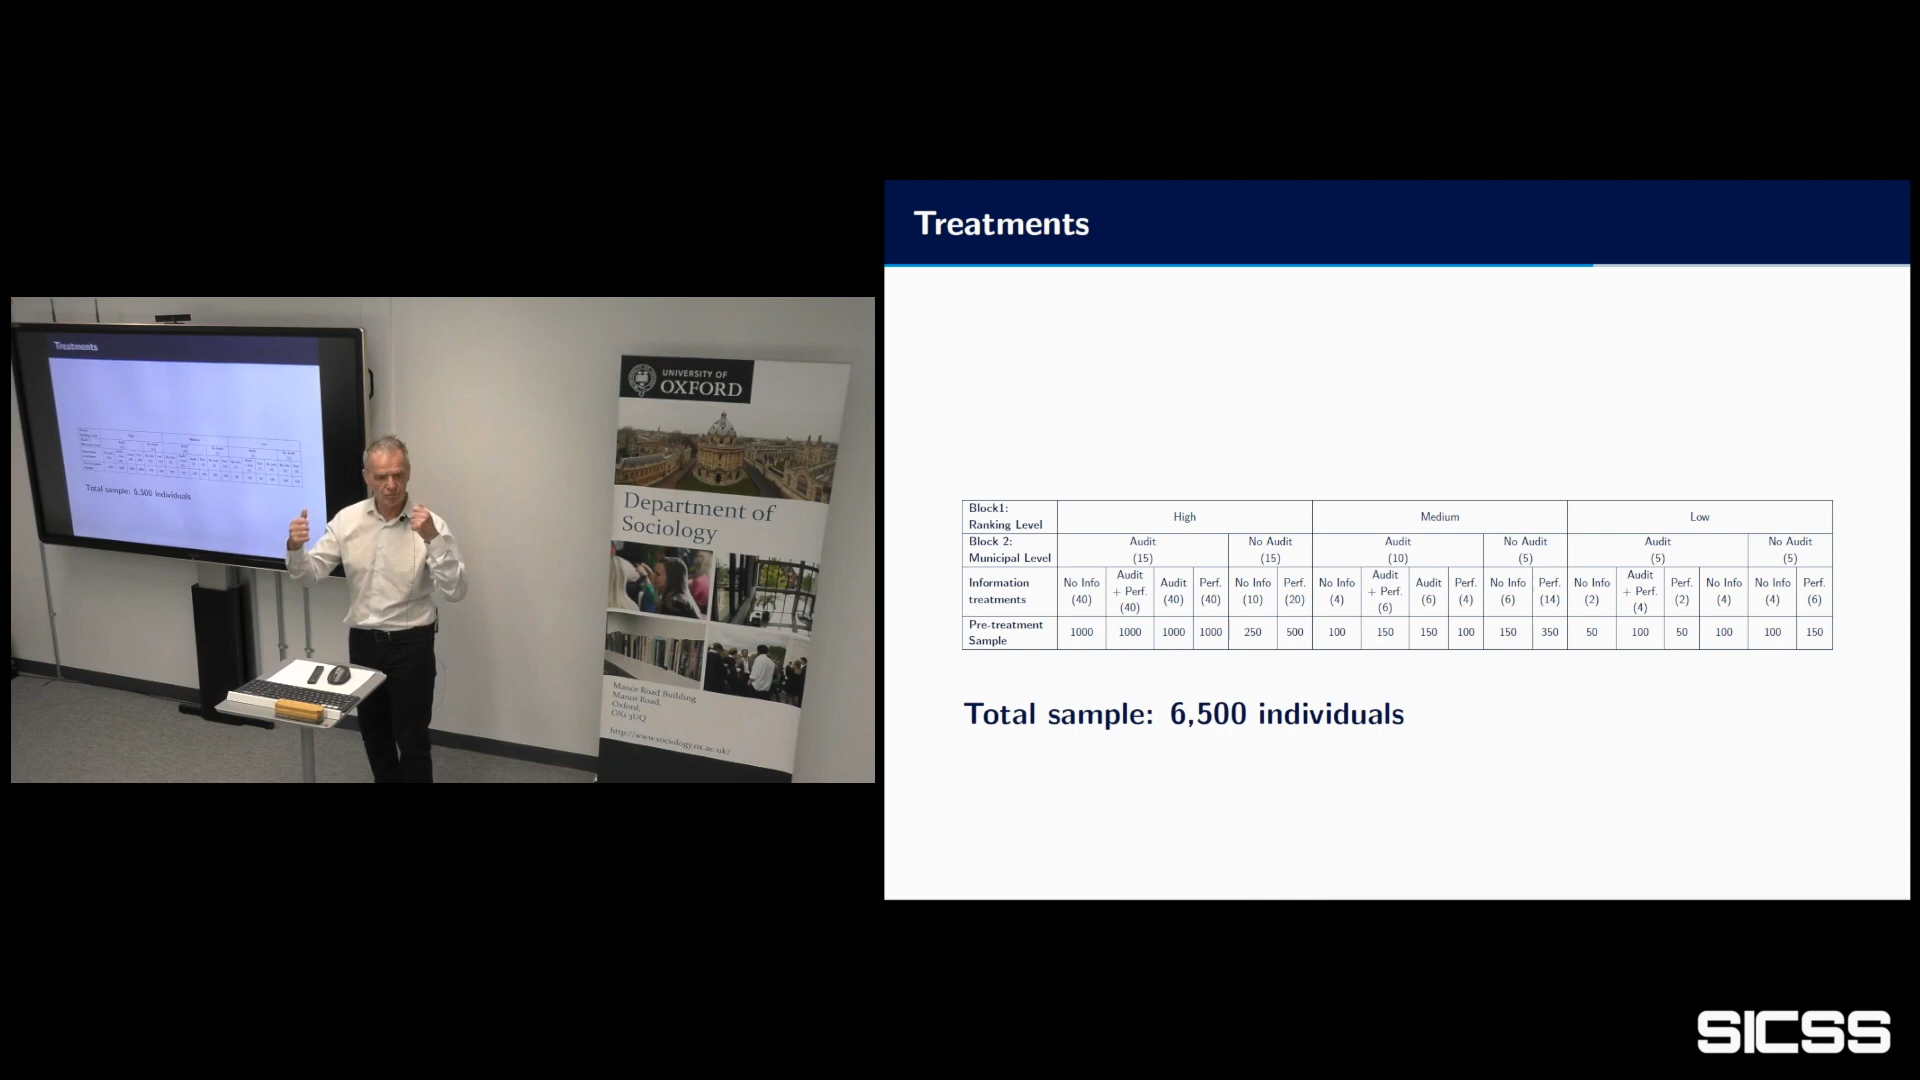 Treatments
Total sample: 6,500 individuals
UNIVERSITY OF
OXFORD
Department of
Sociology
Manor Road Building
Manor Road,
Oxford,
OX1 3UQ
http://www.sociology.ox.ac.uk/
Treatments
Block1:
Ranking Level
High
Medium
Low
Block 2:
Municipal Level
Audit
(15)
No Audit
(15)
Audit
(10)
No Audit
(5)
Audit
(5)
No Audit
(5)
Information
treatments
No Info
(40)
Audit
+ Perf.
(40)
Audit
(40)
Perf.
(40)
No Info
(10)
Perf.
(20)
No Info
(4)
Audit
+ Perf.
(6)
Audit
(6)
Perf.
(4)
No Info
(6)
Perf.
(14)
No Info
(2)
Audit
+ Perf.
(4)
Perf.
(2)
No Info
(4)
No Info
(4)
Perf.
(6)
Pre-treatment
Sample
1000 1000 1000 1000 250 500 100 150 150 100 150 350 50 100 50 100 100 150
Total sample: 6,500 individuals
SICSS